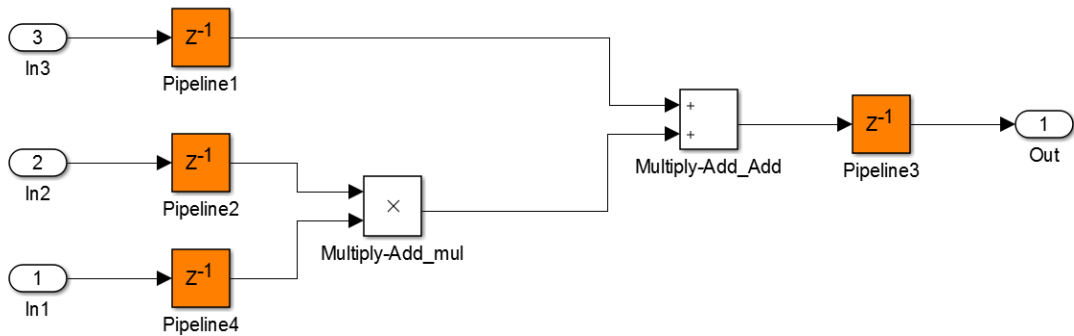 3
In3
Z-1
Pipeline1
+
+
Multiply-Add_Add
Z-1
Pipeline3
1
Out
2
In2
Z-1
Pipeline2
×
Multiply-Add_mul
1
In1
Z-1
Pipeline4